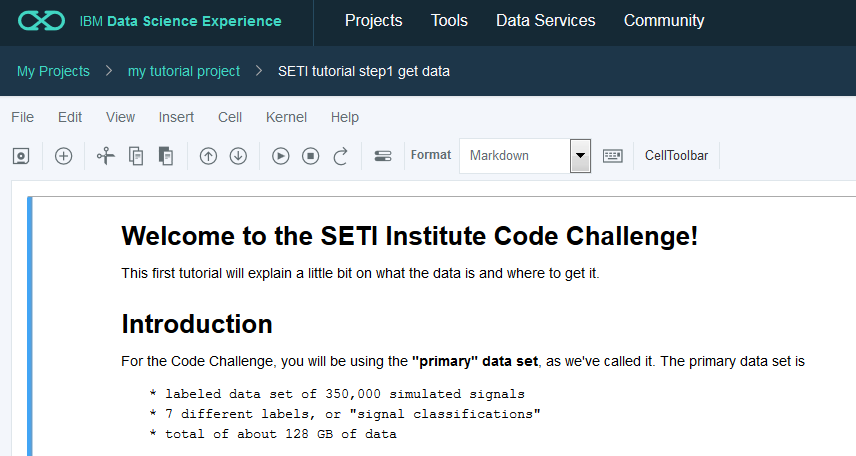 IBM Data Science Experience
Projects Tools Data Services Community
My Projects > my tutorial project > SETI tutorial step1 get data
File Edit View Insert Cell Kernel Help
Format Markdown CellToolbar
Welcome to the SETI Institute Code Challenge!
This first tutorial will explain a little bit on what the data is and where to get it.
Introduction
For the Code Challenge, you will be using the "primary" data set, as we've called it. The primary data set is
* labeled data set of 350,000 simulated signals
* 7 different labels, or "signal classifications"
* total of about 128 GB of data